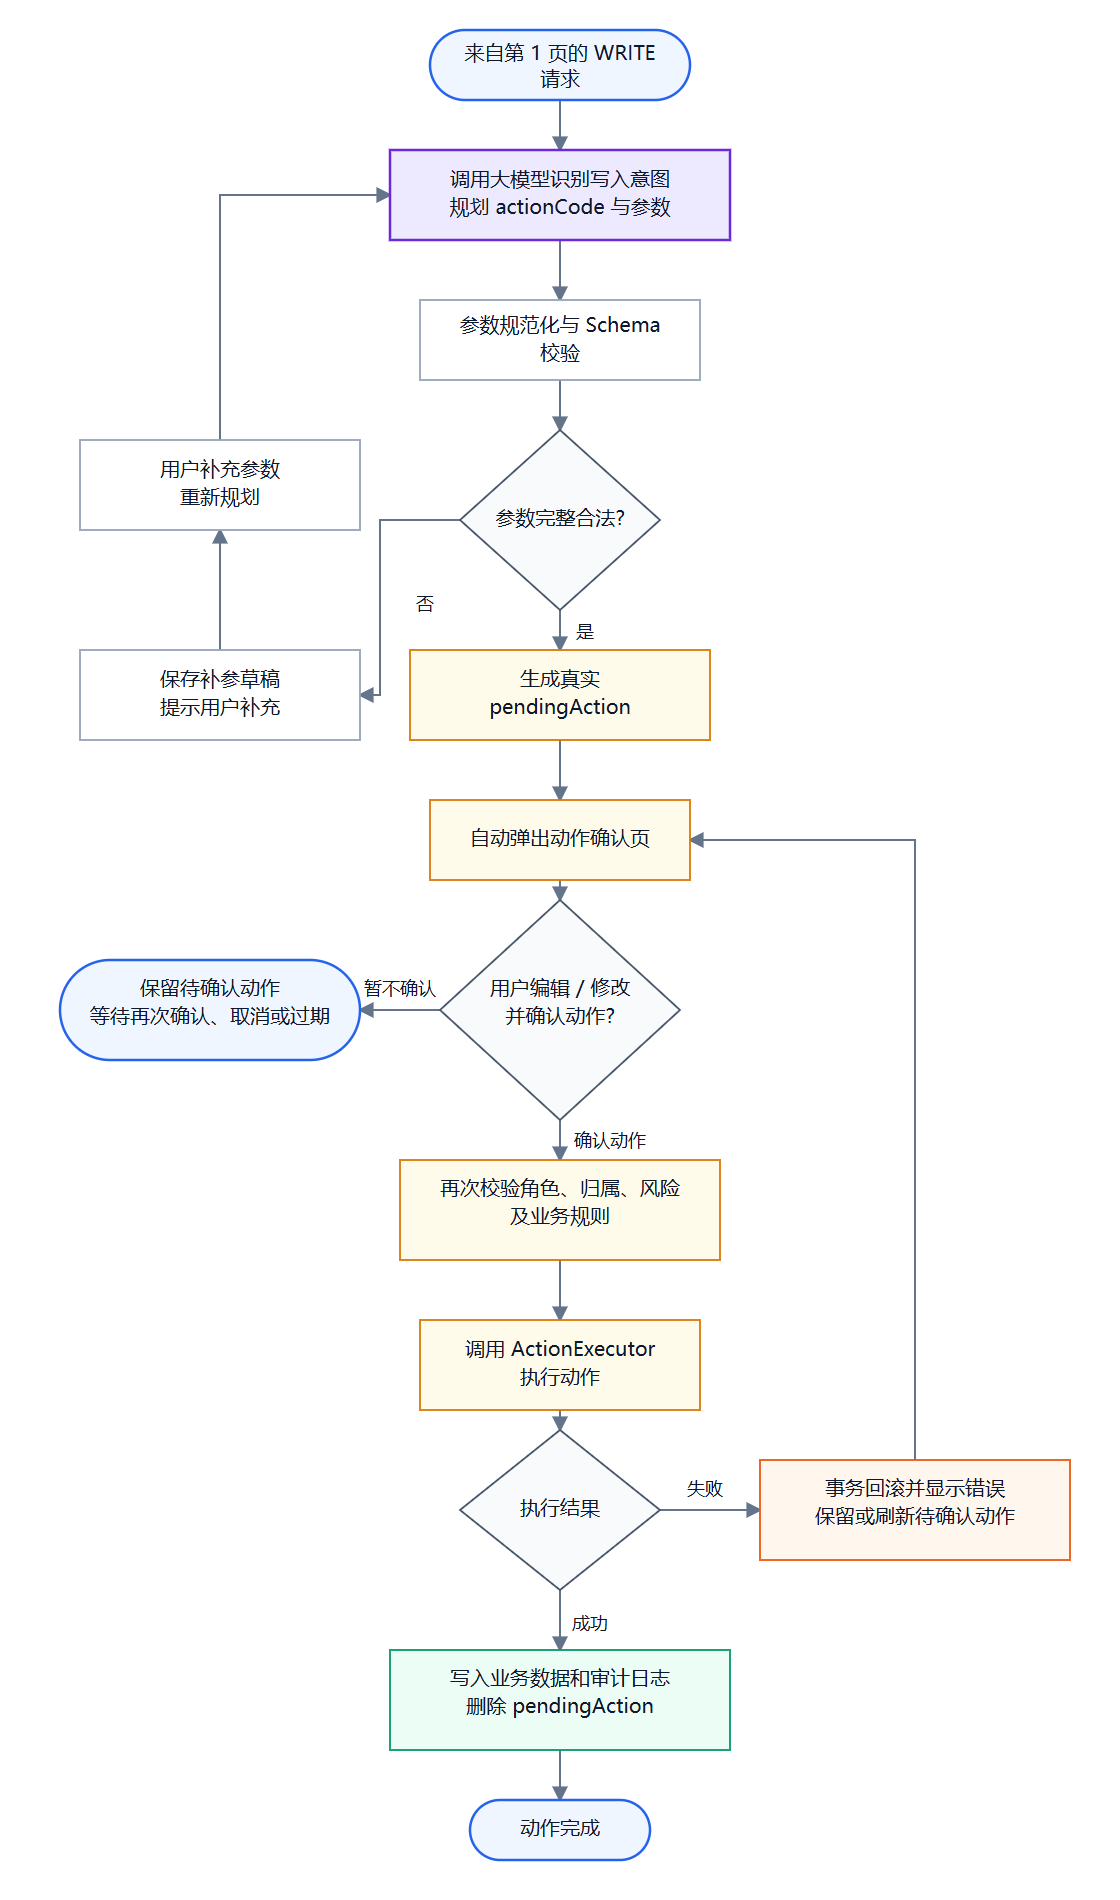 来自第 1 页的 WRITE
请求
调用大模型识别写入意图
规划 actionCode 与参数
参数规范化与 Schema
校验
用户补充参数
重新规划
参数完整合法?
否
是
保存补参草稿
提示用户补充
生成真实
pendingAction
自动弹出动作确认页
保留待确认动作
等待再次确认、取消或过期
暂不确认
用户编辑 / 修改
并确认动作?
确认动作
再次校验角色、归属、风险
及业务规则
调用 ActionExecutor
执行动作
执行结果
失败
事务回滚并显示错误
保留或刷新待确认动作
成功
写入业务数据和审计日志
删除 pendingAction
动作完成